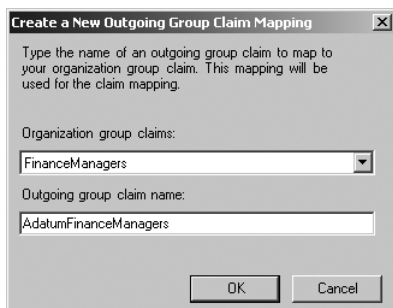 Create a New Outgoing Group Claim Mapping
Type the name of an outgoing group claim to map to
your organization group claim. This mapping will be
used for the claim mapping.
Organization group claims:
FinanceManagers
Outgoing group claim name:
AdatumFinanceManagers
OK Cancel